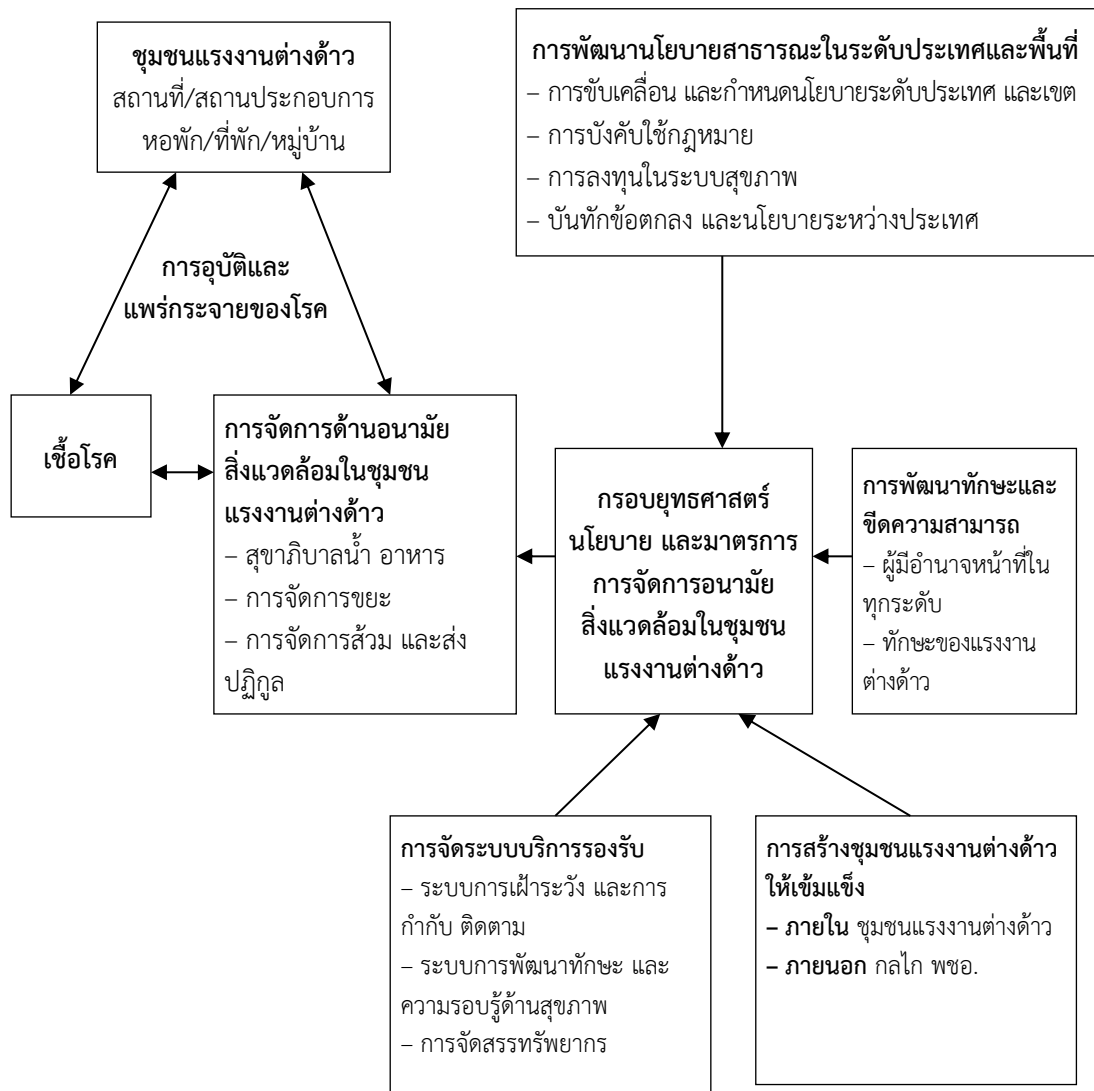 ชุมชนแรงงานต่างด้าว
สถานที่/สถานประกอบการ
หอพัก/ที่พัก/หมู่บ้าน
การพัฒนานโยบายสาธารณะในระดับประเทศและพื้นที่
– การขับเคลื่อน และกำหนดนโยบายระดับประเทศ และเขต
– การบังคับใช้กฎหมาย
– การลงทุนในระบบสุขภาพ
– บันทึกข้อตกลง และนโยบายระหว่างประเทศ
การอุบัติและ
แพร่กระจายของโรค
เชื้อโรค
การจัดการด้านอนามัย
สิ่งแวดล้อมในชุมชน
แรงงานต่างด้าว
– สุขาภิบาลน้ำ อาหาร
– การจัดการขยะ
– การจัดการส้วม และส่ง
ปฏิกูล
กรอบยุทธศาสตร์
นโยบาย และมาตรการ
การจัดการอนามัย
สิ่งแวดล้อมในชุมชน
แรงงานต่างด้าว
การพัฒนาทักษะและ
ขีดความสามารถ
– ผู้มีอำนาจหน้าที่ใน
ทุกระดับ
– ทักษะของแรงงาน
ต่างด้าว
การจัดระบบบริการรองรับ
– ระบบการเฝ้าระวัง และการ
กำกับ ติดตาม
– ระบบการพัฒนาทักษะ และ
ความรอบรู้ด้านสุขภาพ
– การจัดสรรทรัพยากร
การสร้างชุมชนแรงงานต่างด้าว
ให้เข้มแข็ง
– ภายใน ชุมชนแรงงานต่างด้าว
– ภายนอก กลไก พชอ.